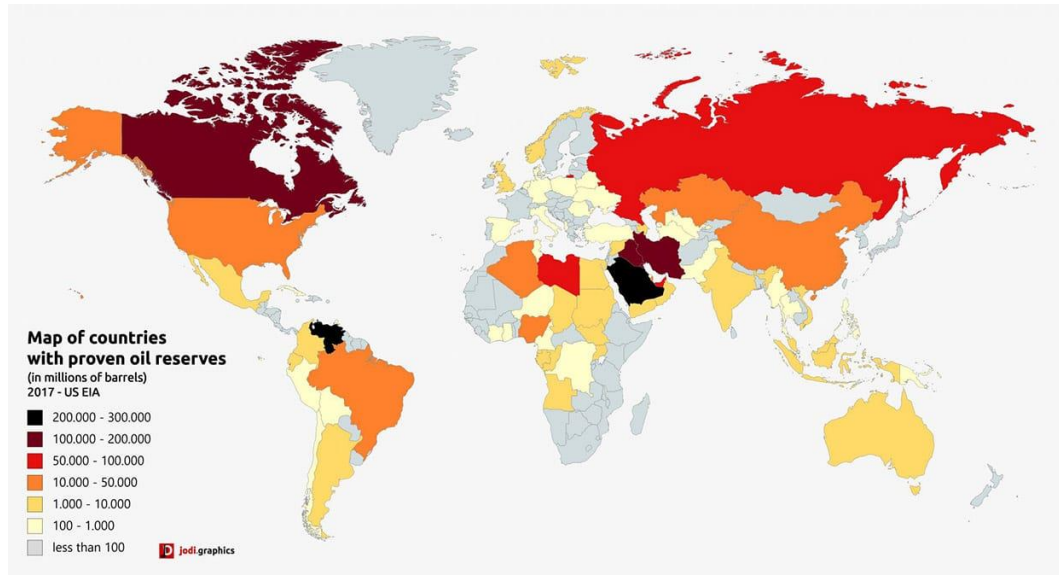 Map of countries
with proven oil reserves
(in millions of barrels)
2017 - US EIA
200.000 - 300.000
100.000 - 200.000
50.000 - 100.000
10.000 - 50.000
1.000 - 10.000
100 - 1.000
less than 100
jodi.graphics